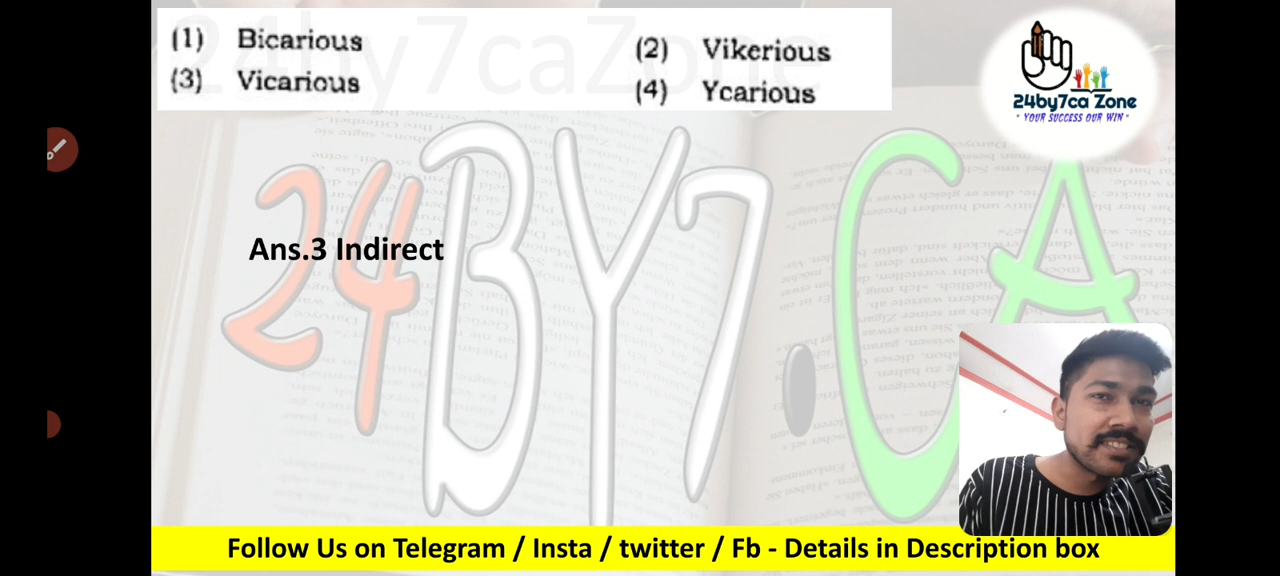 24by7caZone
(1) Bicarious
(2) Vikerious
(3) Vicarious
(4) Ycarious
24by7ca Zone
" YOUR SUCCESS OUR WIN "
24BY7.CA
Ans.3 Indirect
Follow Us on Telegram / Insta / twitter / Fb - Details in Description box